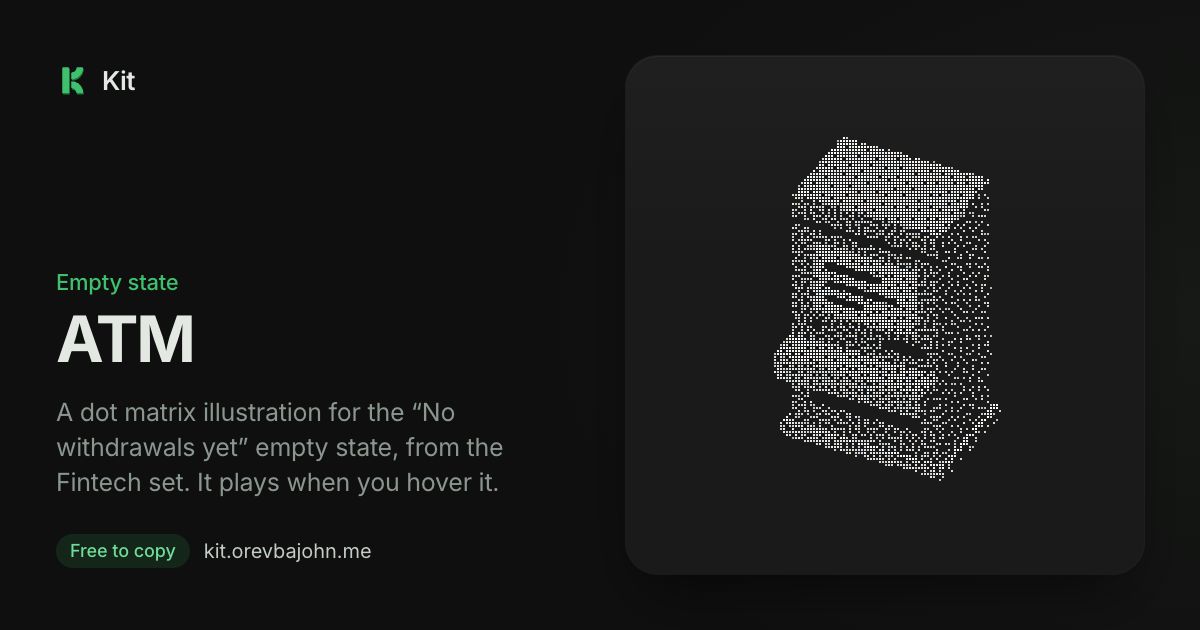 Kit
Empty state
ATM
A dot matrix illustration for the “No
withdrawals yet” empty state, from the
Fintech set. It plays when you hover it.
Free to copy
kit.orevbajohn.me